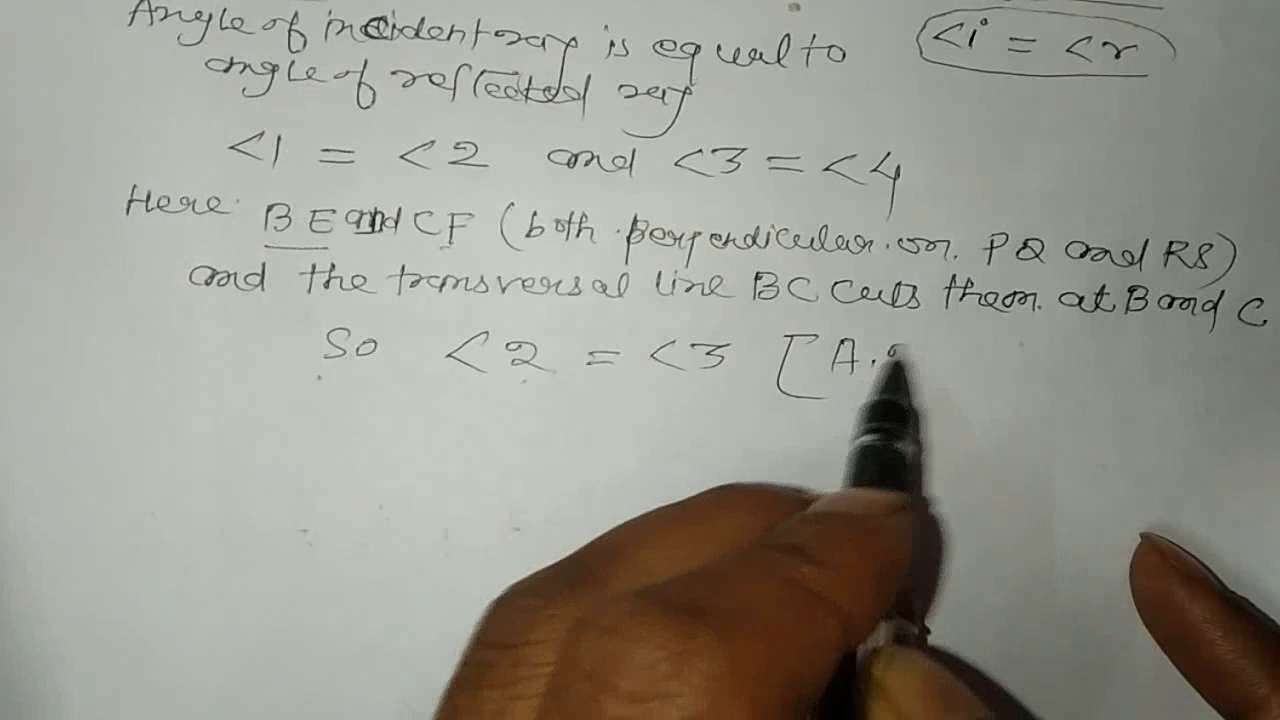 Angle of incident ray is equal to <i = <r
angle of reflected ray
<1 = <2 and <3 = <4
Here BE and CF (both perpendicular on PQ and RS)
and the transversal line BC cuts them at B and C
So <2 = <3 [A.